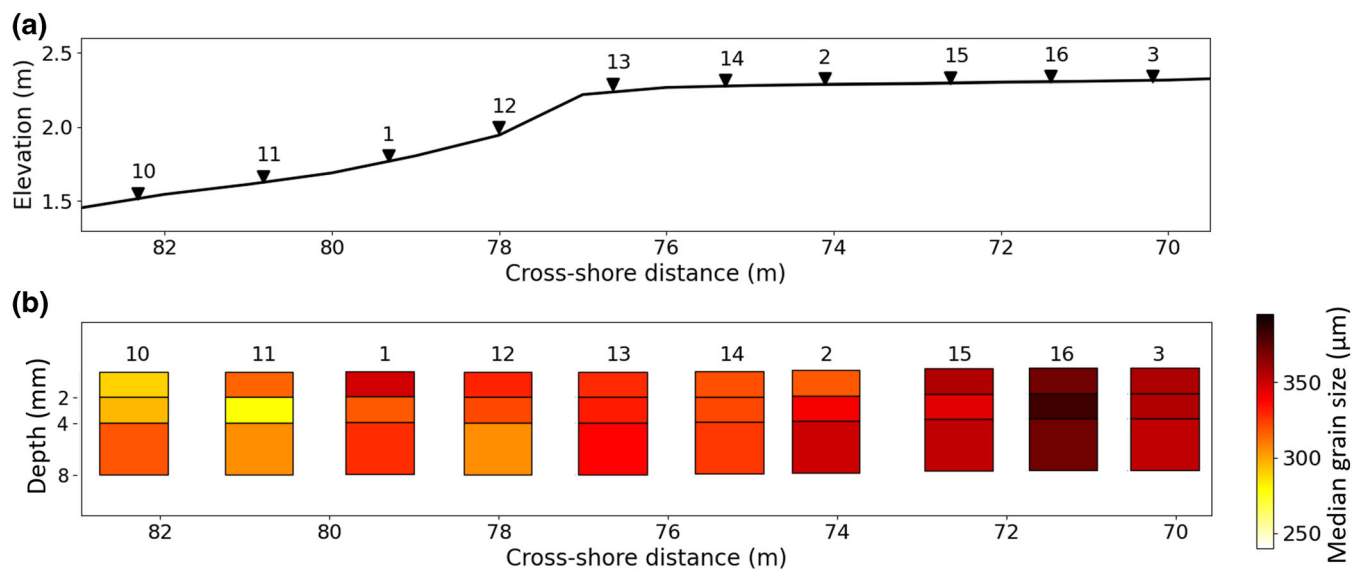 (a)
2.5
2.0
1.5
Elevation (m)
10 11 1 12 13 14 2 15 16 3
82 80 78 76 74 72 70
Cross-shore distance (m)
(b)
10 11 1 12 13 14 2 15 16 3
2
4
8
Depth (mm)
82 80 78 76 74 72 70
Cross-shore distance (m)
350
300
250
Median grain size (μm)